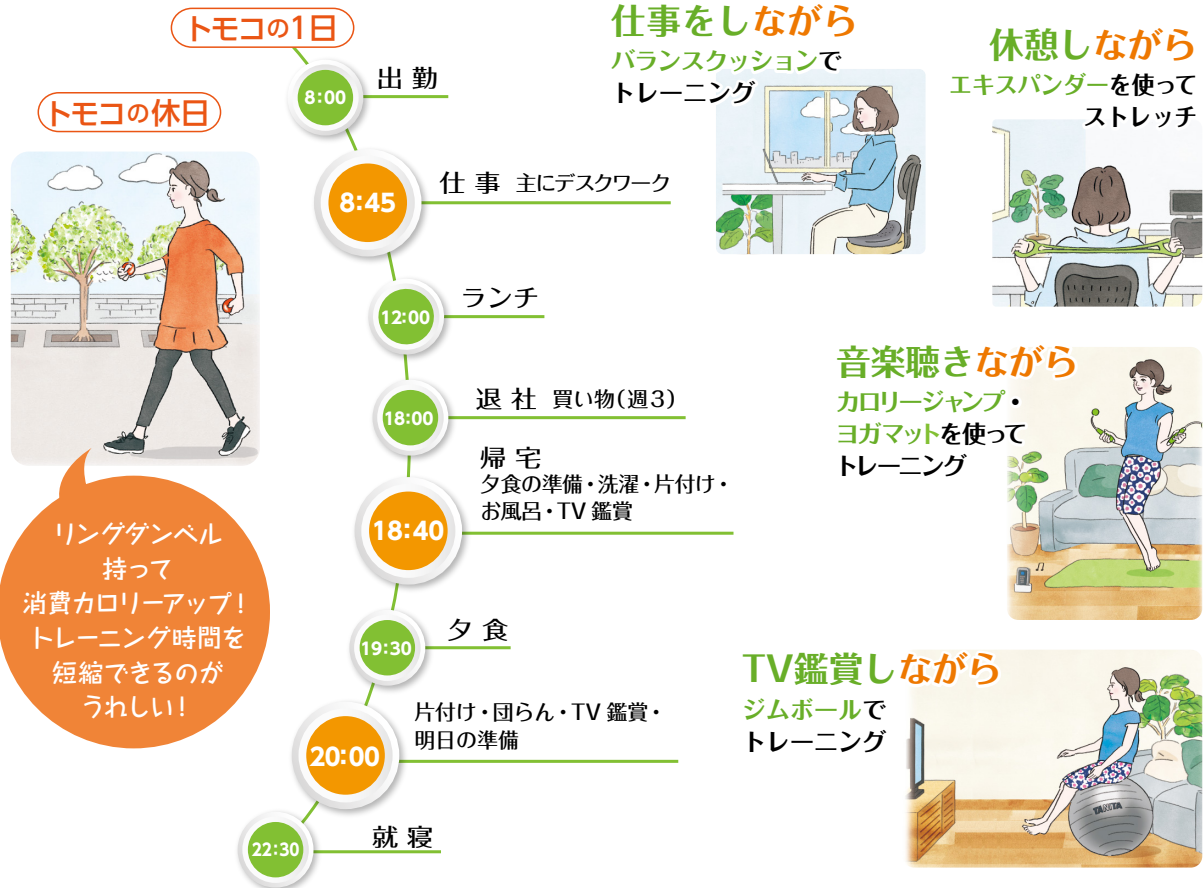 トモコの1日
8:00
出勤
8:45
仕事 主にデスクワーク
12:00
ランチ
18:00
退社 買い物(週3)
18:40
帰宅
夕食の準備・洗濯・片付け・
お風呂・TV 鑑賞
19:30
夕食
20:00
片付け・団らん・TV 鑑賞・
明日の準備
22:30
就寝
トモコの休日
リングダンベル
持って
消費カロリーアップ!
トレーニング時間を
短縮できるのが
うれしい!
仕事をしながら
バランスクッションで
トレーニング
休憩しながら
エキスパンダーを使って
ストレッチ
音楽聴きながら
カロリージャンプ・
ヨガマットを使って
トレーニング
TV鑑賞しながら
ジムボールで
トレーニング
TANITA